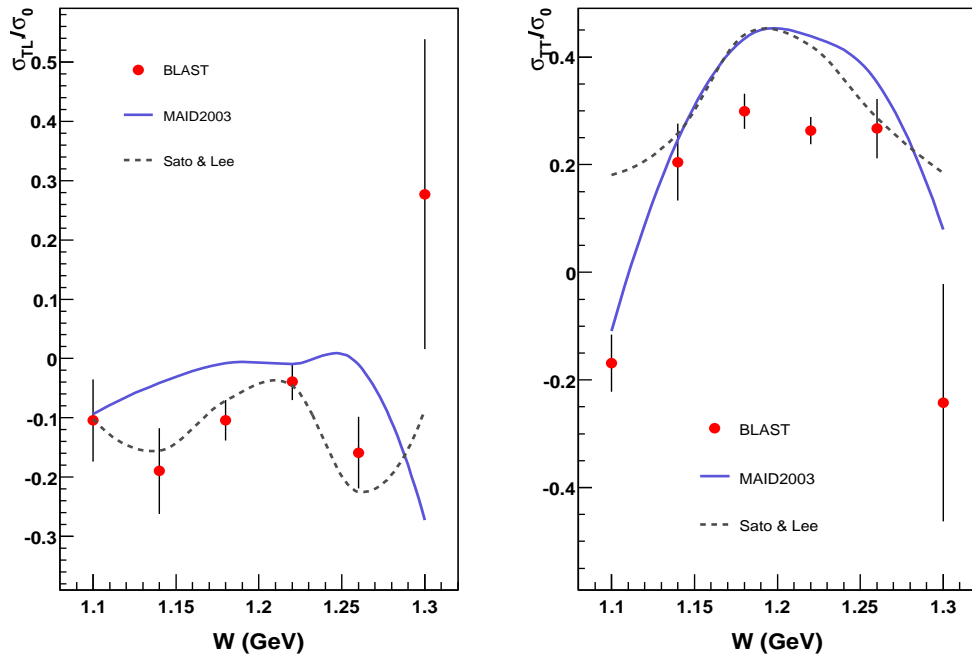 σTL/σ0
0.5
0.4
0.3
0.2
0.1
0
-0.1
-0.2
-0.3
BLAST
MAID2003
Sato & Lee
1.1 1.15 1.2 1.25 1.3
W (GeV)
σTT/σ0
0.4
0.2
0
-0.2
-0.4
BLAST
MAID2003
Sato & Lee
1.1 1.15 1.2 1.25 1.3
W (GeV)